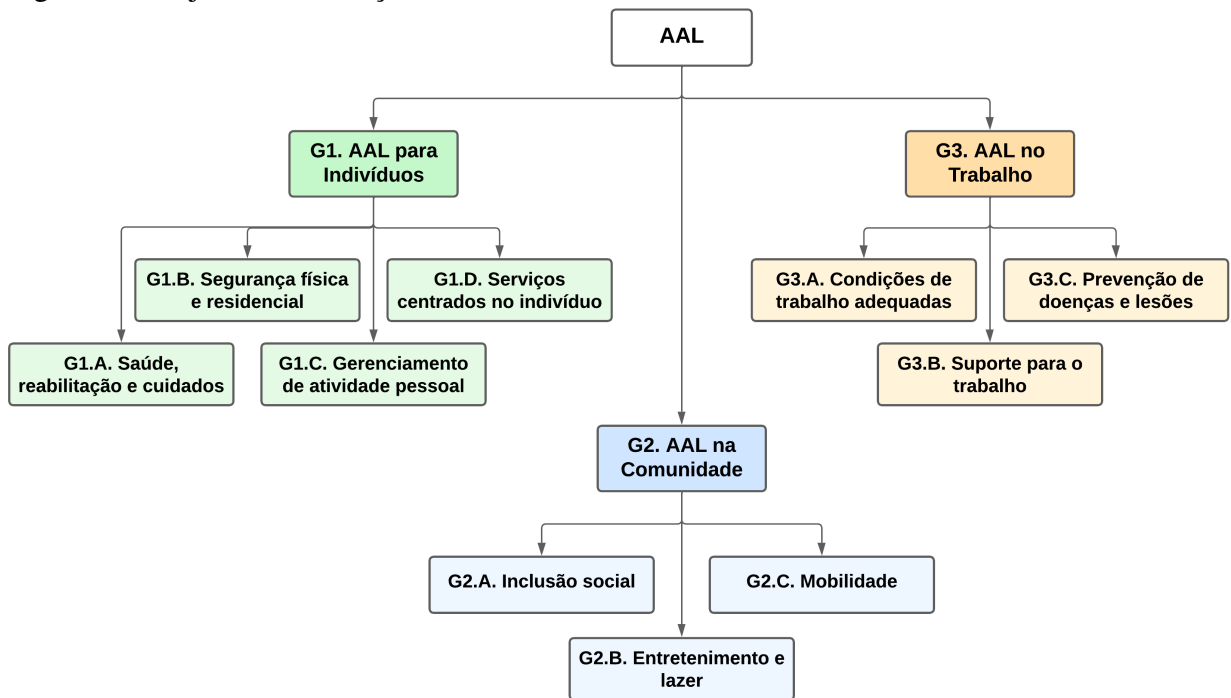 AAL
G1. AAL para
Indivíduos
G3. AAL no
Trabalho
G1.B. Segurança física
e residencial
G1.D. Serviços
centrados no indivíduo
G3.A. Condições de
trabalho adequadas
G3.C. Prevenção de
doenças e lesões
G1.A. Saúde,
reabilitação e cuidados
G1.C. Gerenciamento
de atividade pessoal
G3.B. Suporte para o
trabalho
G2. AAL na
Comunidade
G2.A. Inclusão social
G2.C. Mobilidade
G2.B. Entretenimento e
lazer